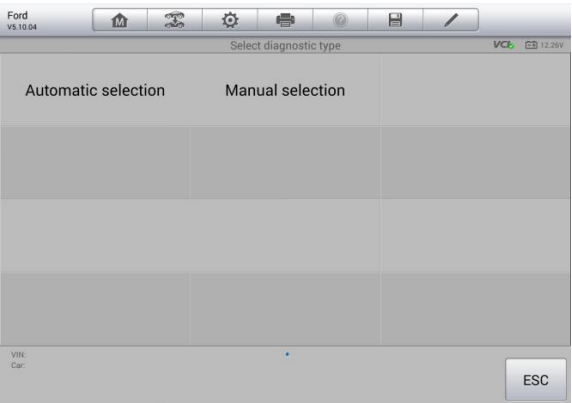 Ford
V5.10.04
M
?
Select diagnostic type
VCI
12.26V
Automatic selection
Manual selection
VIN:
Car:
ESC